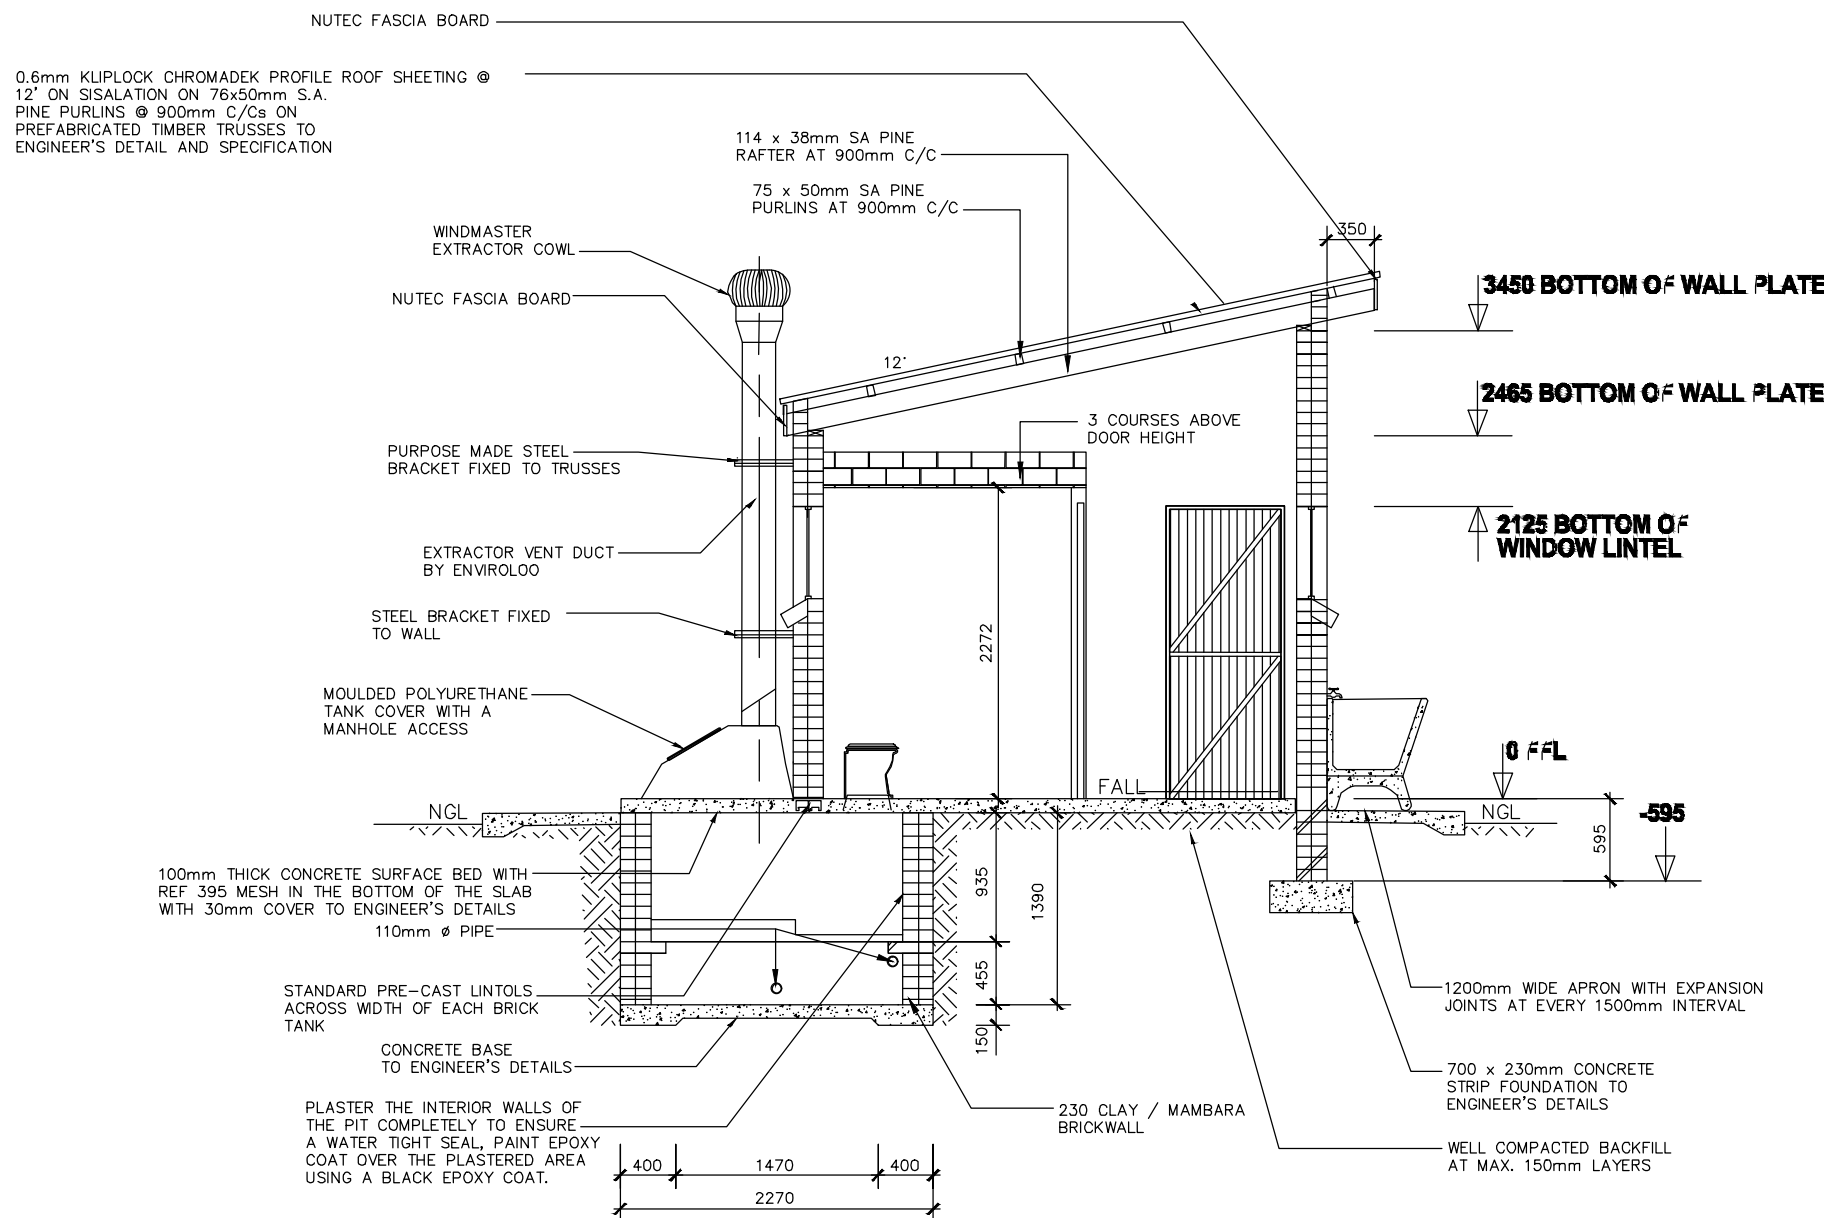 NUTEC FASCIA BOARD
0.6mm KLIPLOCK CHROMADEK PROFILE ROOF SHEETING @
12° ON SISALATION ON 76x50mm S.A.
PINE PURLINS @ 900mm C/Cs ON
PREFABRICATED TIMBER TRUSSES TO
ENGINEER'S DETAIL AND SPECIFICATION
114 x 38mm SA PINE
RAFTER AT 900mm C/C
75 x 50mm SA PINE
PURLINS AT 900mm C/C
WINDMASTER
EXTRACTOR COWL
NUTEC FASCIA BOARD
350
3450 BOTTOM OF WALL PLATE
12°
2465 BOTTOM OF WALL PLATE
3 COURSES ABOVE
DOOR HEIGHT
PURPOSE MADE STEEL
BRACKET FIXED TO TRUSSES
2125 BOTTOM OF
WINDOW LINTEL
EXTRACTOR VENT DUCT
BY ENVIROLOO
STEEL BRACKET FIXED
TO WALL
2272
MOULDED POLYURETHANE
TANK COVER WITH A
MANHOLE ACCESS
0 FFL
FALL
NGL
NGL
595
-595
100mm THICK CONCRETE SURFACE BED WITH
REF 395 MESH IN THE BOTTOM OF THE SLAB
WITH 30mm COVER TO ENGINEER'S DETAILS
935
1390
110mm Ø PIPE
455
STANDARD PRE-CAST LINTOLS
ACROSS WIDTH OF EACH BRICK
TANK
1200mm WIDE APRON WITH EXPANSION
JOINTS AT EVERY 1500mm INTERVAL
150
CONCRETE BASE
TO ENGINEER'S DETAILS
700 x 230mm CONCRETE
STRIP FOUNDATION TO
ENGINEER'S DETAILS
PLASTER THE INTERIOR WALLS OF
THE PIT COMPLETELY TO ENSURE
A WATER TIGHT SEAL, PAINT EPOXY
COAT OVER THE PLASTERED AREA
USING A BLACK EPOXY COAT.
230 CLAY / MAMBARA
BRICKWALL
WELL COMPACTED BACKFILL
AT MAX. 150mm LAYERS
400
1470
400
2270